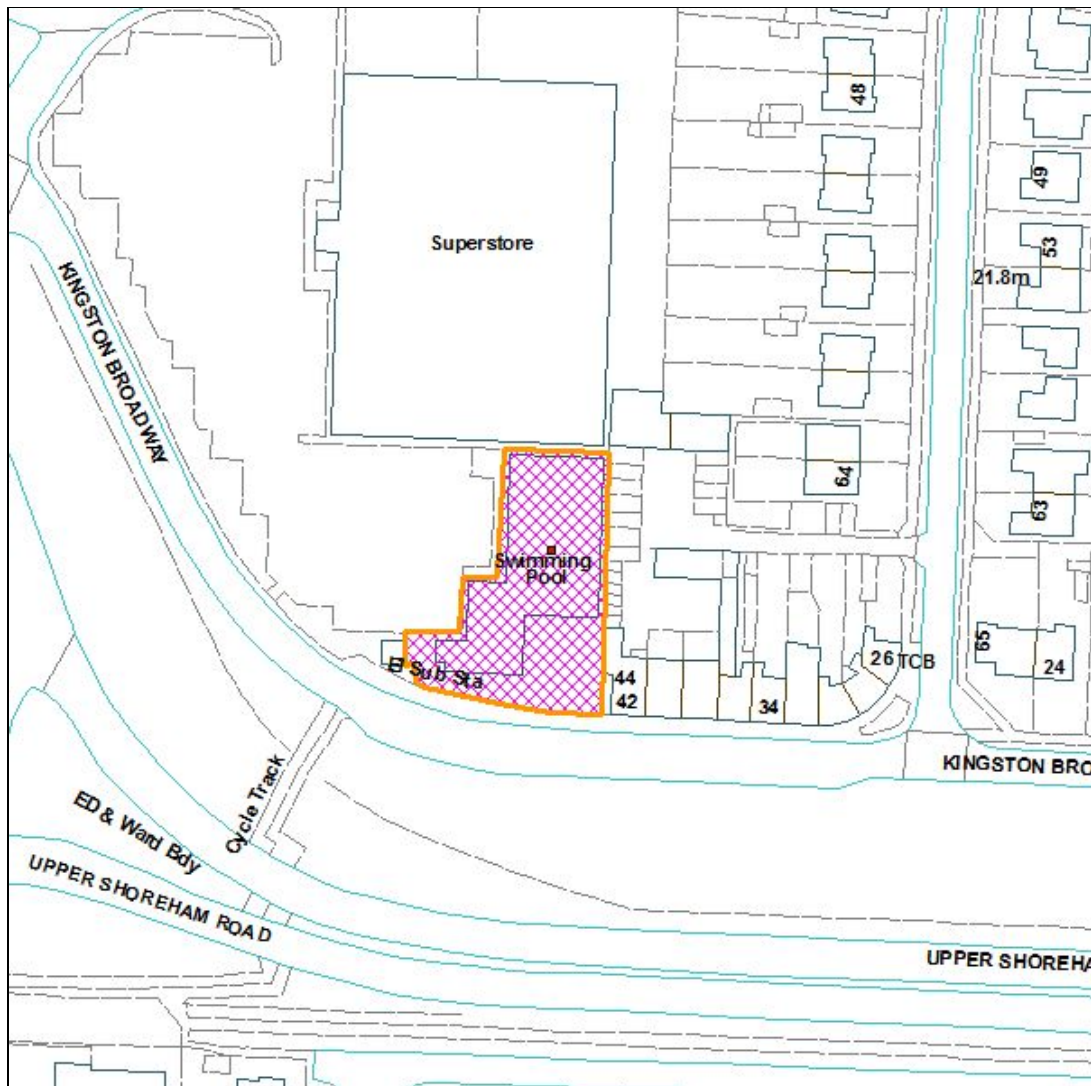 48
49
53
21.8m
Superstore
KINGSTON BROADWAY
64
63
Swimming
Pool
65
26 TCB
24
El Sub Sta
44
42
34
KINGSTON BRO
Cycle Track
ED & Ward Bdy
UPPER SHOREHAM ROAD
UPPER SHOREHA